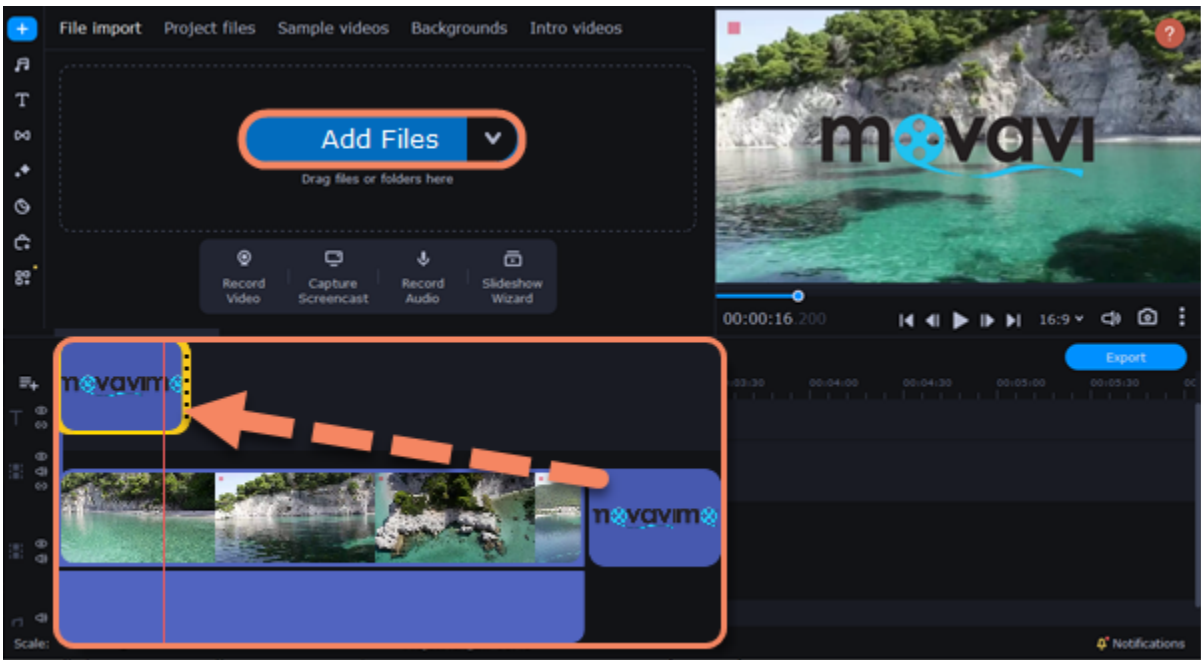 File import Project files Sample videos Backgrounds Intro videos
Add Files
Drag files or folders here
Record Video
Capture Screencast
Record Audio
Slideshow Wizard
?
movavi
00:00:16.200
16:9
Export
03:30 00:04:00 00:04:30 00:05:00 00:05:30
movavimo
movavimo
Scale:
Notifications